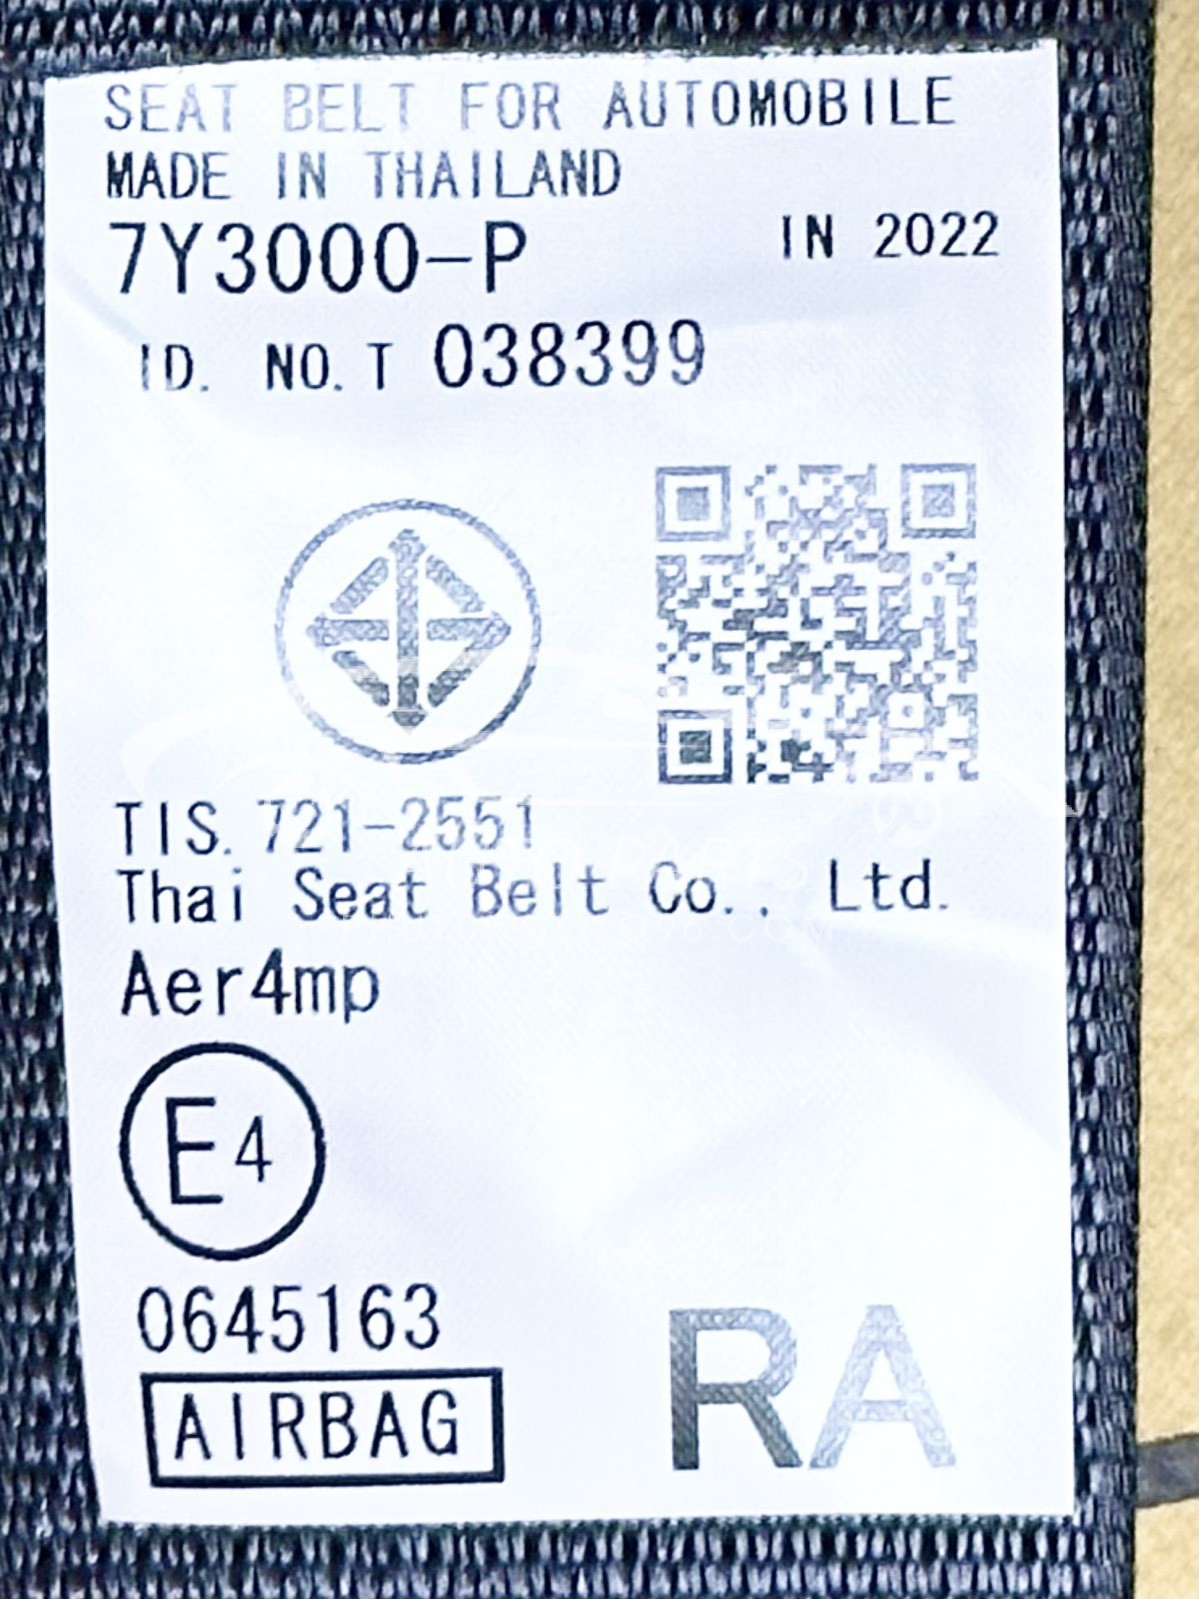 SEAT BELT FOR AUTOMOBILE
MADE IN THAILAND
7Y3000-P IN 2022
ID. NO. T 038399
TIS. 721-2551
Thai Seat Belt Co., Ltd.
Aer4mp
E4
0645163
AIRBAG
RA